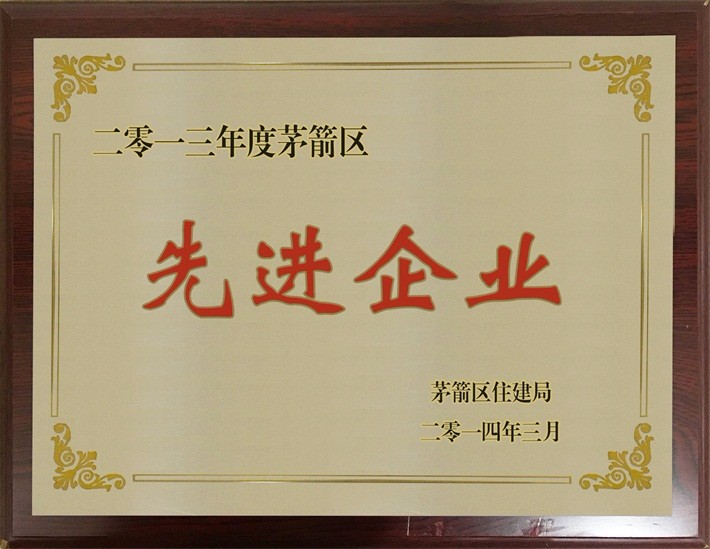 二零一三年度茅箭区
先进企业
茅箭区住建局
二零一四年三月